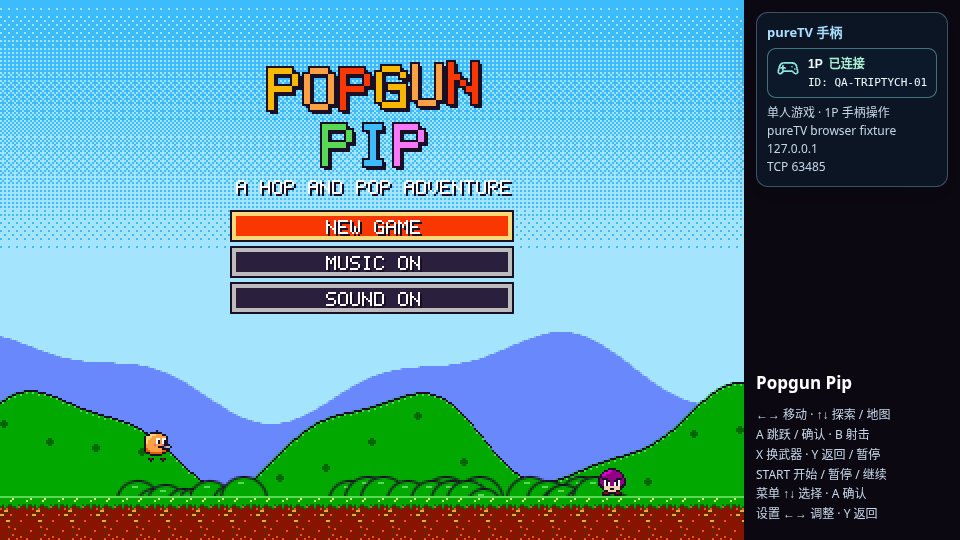 POPGUN
PIP
A HOP AND POP ADVENTURE
NEW GAME
MUSIC ON
SOUND ON
pureTV 手柄
1P 已连接
ID: QA-TRIPTYCH-01
单人游戏 · 1P 手柄操作
pureTV browser fixture
127.0.0.1
TCP 63485
Popgun Pip
←→ 移动 · ↑↓ 探索 / 地图
A 跳跃 / 确认 · B 射击
X 换武器 · Y 返回 / 暂停
START 开始 / 暂停 / 继续
菜单 ↑↓ 选择 · A 确认
设置 ←→ 调整 · Y 返回